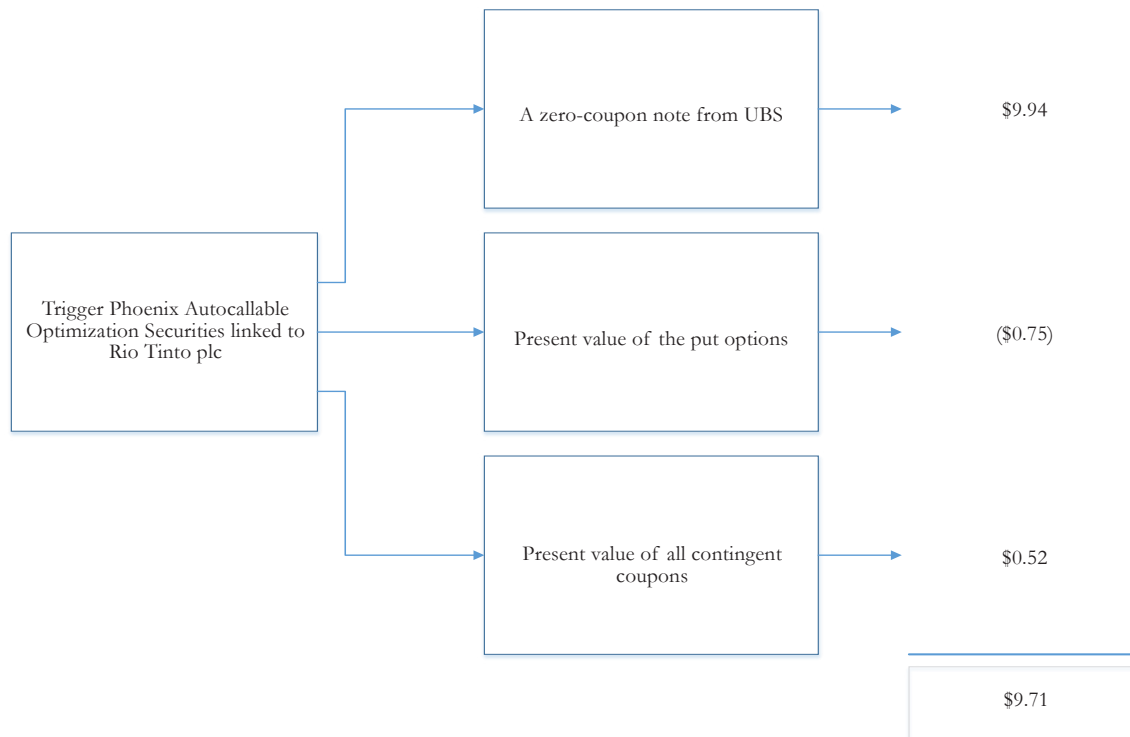 A zero-coupon note from UBS
$9.94
Trigger Phoenix Autocallable
Optimization Securities linked to
Rio Tinto plc
Present value of the put options
($0.75)
Present value of all contingent
coupons
$0.52
$9.71